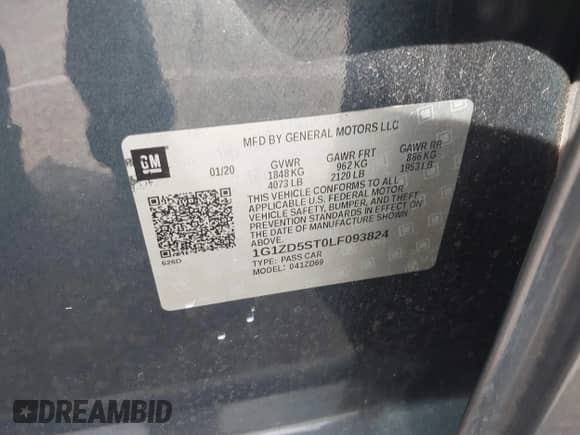 MFD BY GENERAL MOTORS LLC
GM
01/20
GVWR
1848 KG
4073 LB
GAWR FRT
962 KG
2120 LB
GAWR RR
886 KG
1953 LB
THIS VEHICLE CONFORMS TO ALL
APPLICABLE U.S. FEDERAL MOTOR
VEHICLE SAFETY, BUMPER, AND THEFT
PREVENTION STANDARDS IN EFFECT ON
THE DATE OF MANUFACTURE SHOWN
ABOVE.
1G1ZD5ST0LF093824
TYPE: PASS CAR
MODEL: 041ZD69
626D
DREAMBID